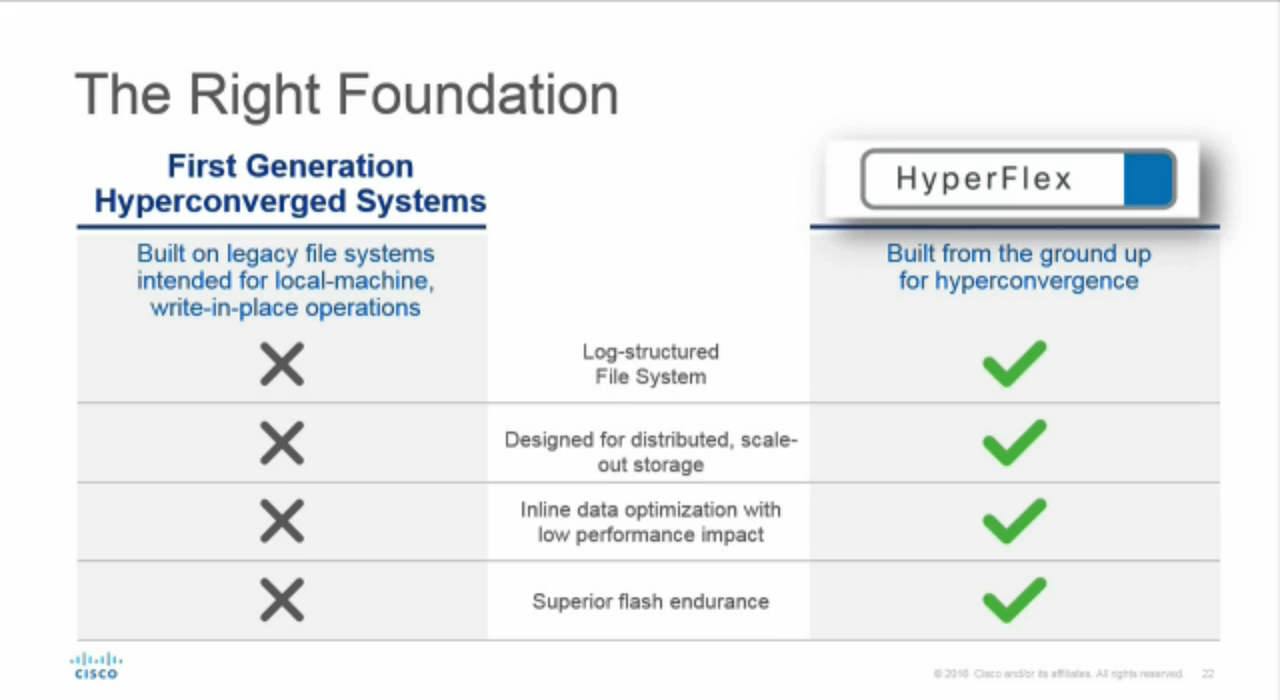 The Right Foundation
First Generation
Hyperconverged Systems
HyperFlex
Built on legacy file systems
intended for local-machine,
write-in-place operations
Built from the ground up
for hyperconvergence
Log-structured
File System
Designed for distributed, scale-
out storage
Inline data optimization with
low performance impact
Superior flash endurance
CISCO
© 2016 Cisco and/or its affiliates. All rights reserved. 22